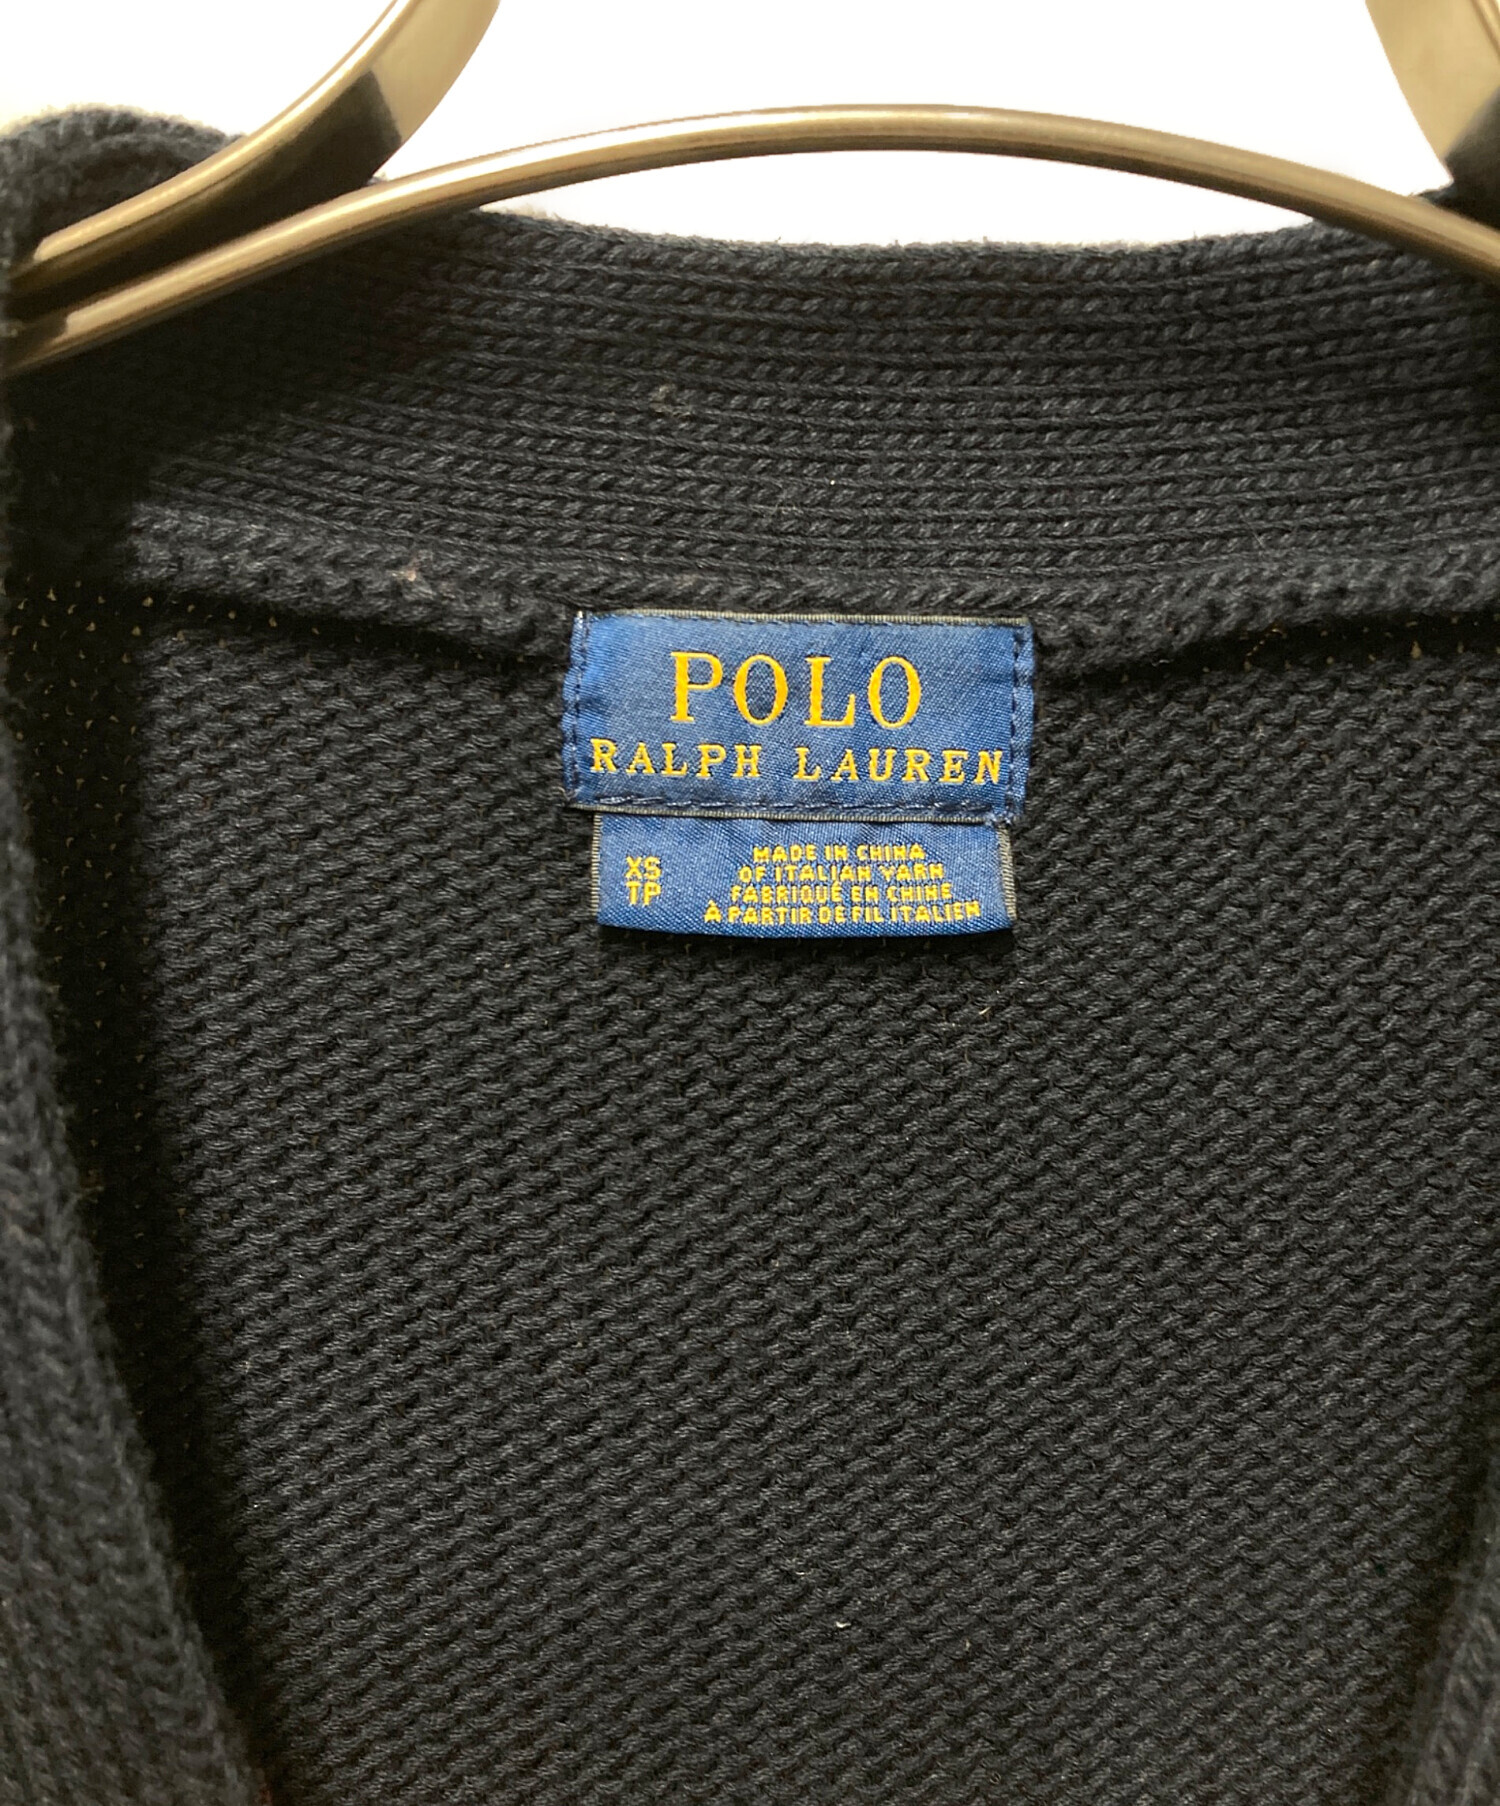 POLO
RALPH LAUREN
XS
TP
MADE IN CHINA
OF ITALIAN YARN
FABRIQUÉ EN CHINE
À PARTIR DE FIL ITALIEN